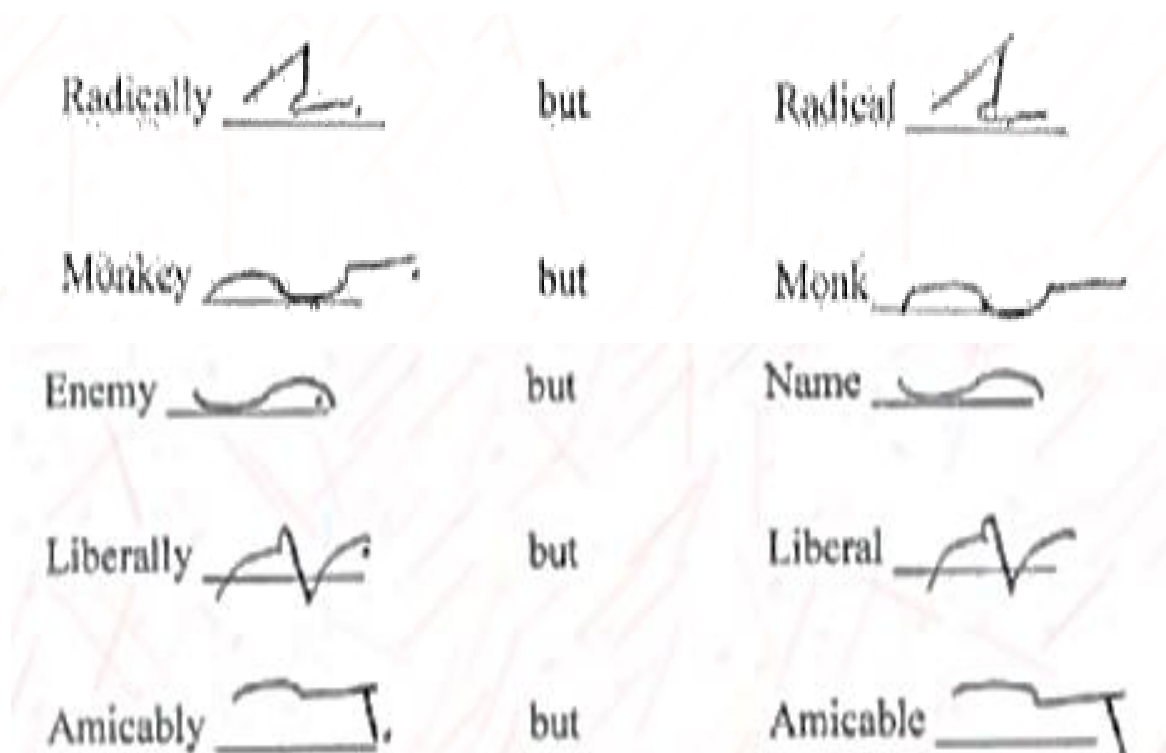 Radically but Radical
Monkey but Monk
Enemy but Name
Liberally but Liberal
Amicably but Amicable